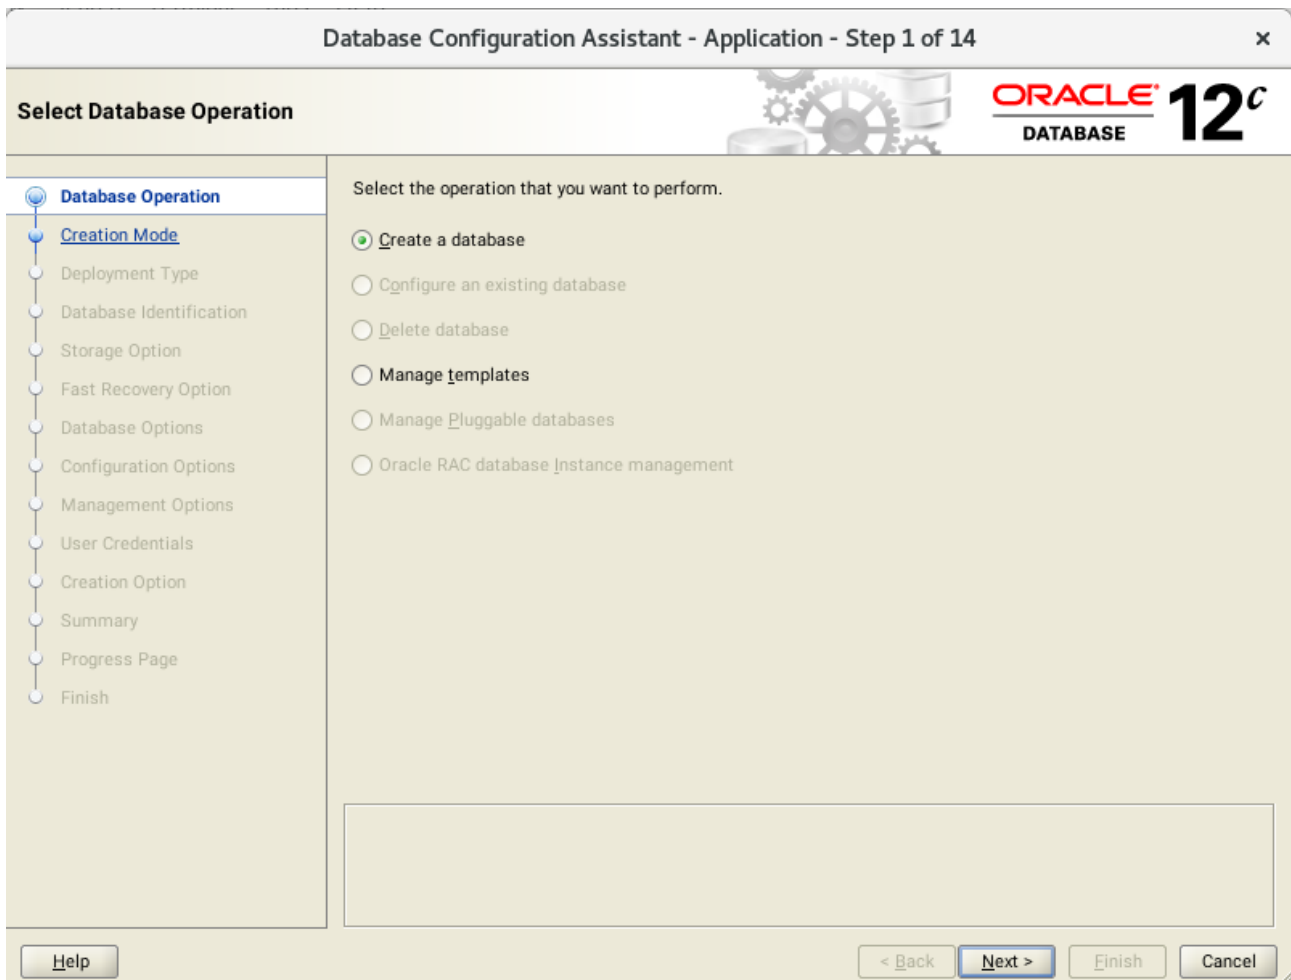 Database Configuration Assistant - Application - Step 1 of 14
×
Select Database Operation
ORACLE®
DATABASE
12c
Database Operation
Creation Mode
Deployment Type
Database Identification
Storage Option
Fast Recovery Option
Database Options
Configuration Options
Management Options
User Credentials
Creation Option
Summary
Progress Page
Finish
Select the operation that you want to perform.
Create a database
Configure an existing database
Delete database
Manage templates
Manage Pluggable databases
Oracle RAC database Instance management
Help
< Back
Next >
Finish
Cancel